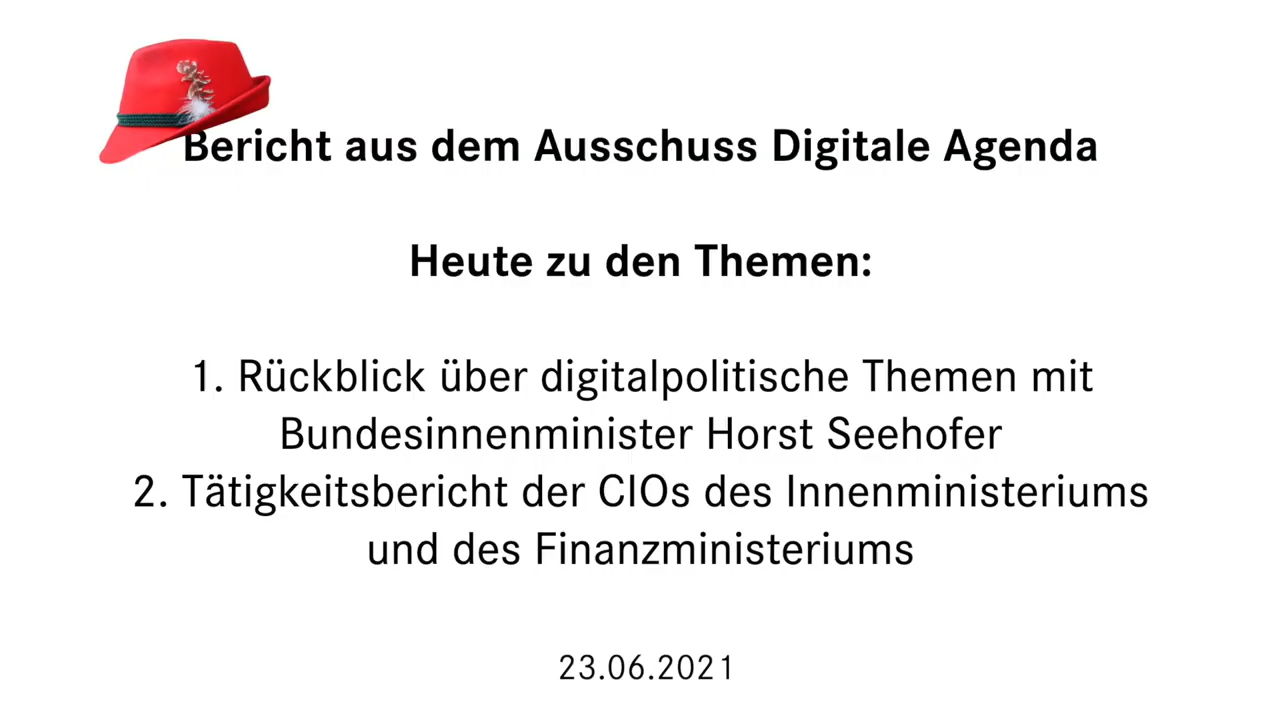 Bericht aus dem Ausschuss Digitale Agenda
Heute zu den Themen:
1. Rückblick über digitalpolitische Themen mit
Bundesinnenminister Horst Seehofer
2. Tätigkeitsbericht der CIOs des Innenministeriums
und des Finanzministeriums
23.06.2021